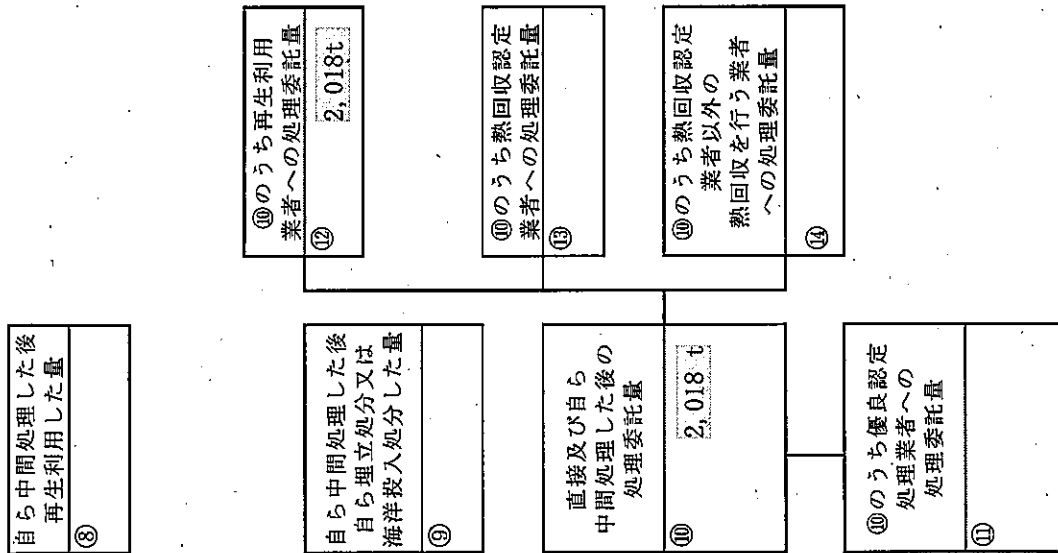 自ら中間処理した後
再生利用した量
⑧
自ら中間処理した後
自ら埋立処分又は
海洋投入処分した量
⑨
直接及び自ら
中間処理した後の
処理委託量
⑩
2,018 t
⑩のうち優良認定
処理業者への
処理委託量
⑪
⑩のうち再生利用
業者への処理委託量
⑫
2,018t
⑩のうち熱回収認定
業者への処理委託量
⑬
⑩のうち熱回収認定
業者以外の
熱回収を行う業者
への処理委託量
⑭